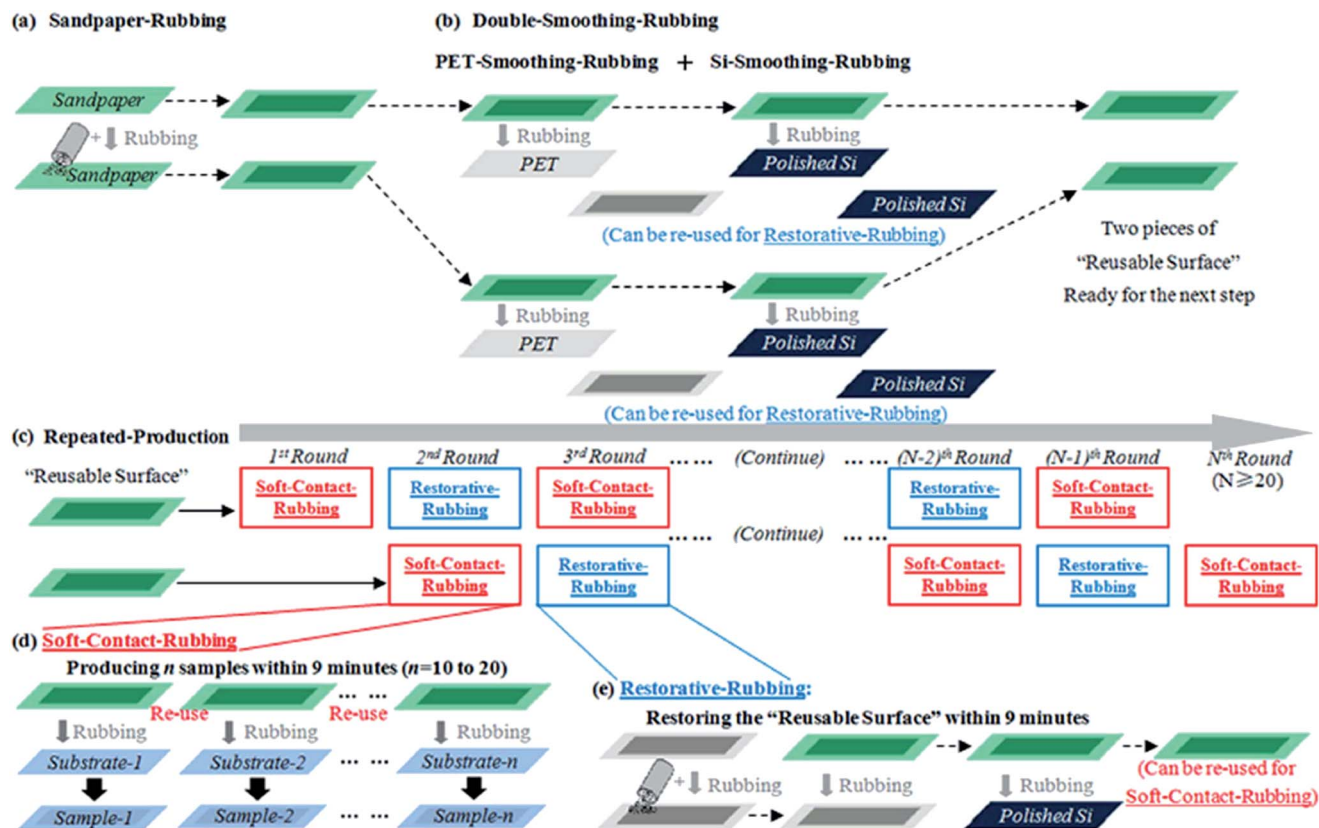 (a) Sandpaper-Rubbing
(b) Double-Smoothing-Rubbing
PET-Smoothing-Rubbing + Si-Smoothing-Rubbing
Sandpaper
+ Rubbing
Sandpaper
Rubbing
PET
Rubbing
Polished Si
Polished Si
(Can be re-used for Restorative-Rubbing)
Rubbing
PET
Rubbing
Polished Si
Polished Si
(Can be re-used for Restorative-Rubbing)
Two pieces of
“Reusable Surface”
Ready for the next step
(c) Repeated-Production
“Reusable Surface”
1st Round
2nd Round
3rd Round
... ... (Continue) ... ...
(N-2)th Round
(N-1)th Round
Nth Round
(N≥20)
Soft-Contact-
Rubbing
Restorative-
Rubbing
Soft-Contact-
Rubbing
Restorative-
Rubbing
Soft-Contact-
Rubbing
... ... (Continue) ... ...
Soft-Contact-
Rubbing
Restorative-
Rubbing
Soft-Contact-
Rubbing
Restorative-
Rubbing
Soft-Contact-
Rubbing
(d) Soft-Contact-Rubbing
Producing n samples within 9 minutes (n=10 to 20)
... ...
Re-use
Re-use
Rubbing
Rubbing
Rubbing
Substrate-1
Substrate-2
... ...
Substrate-n
Sample-1
Sample-2
... ...
Sample-n
(e) Restorative-Rubbing:
Restoring the “Reusable Surface” within 9 minutes
+ Rubbing
Rubbing
Rubbing
Polished Si
(Can be re-used for
Soft-Contact-Rubbing)